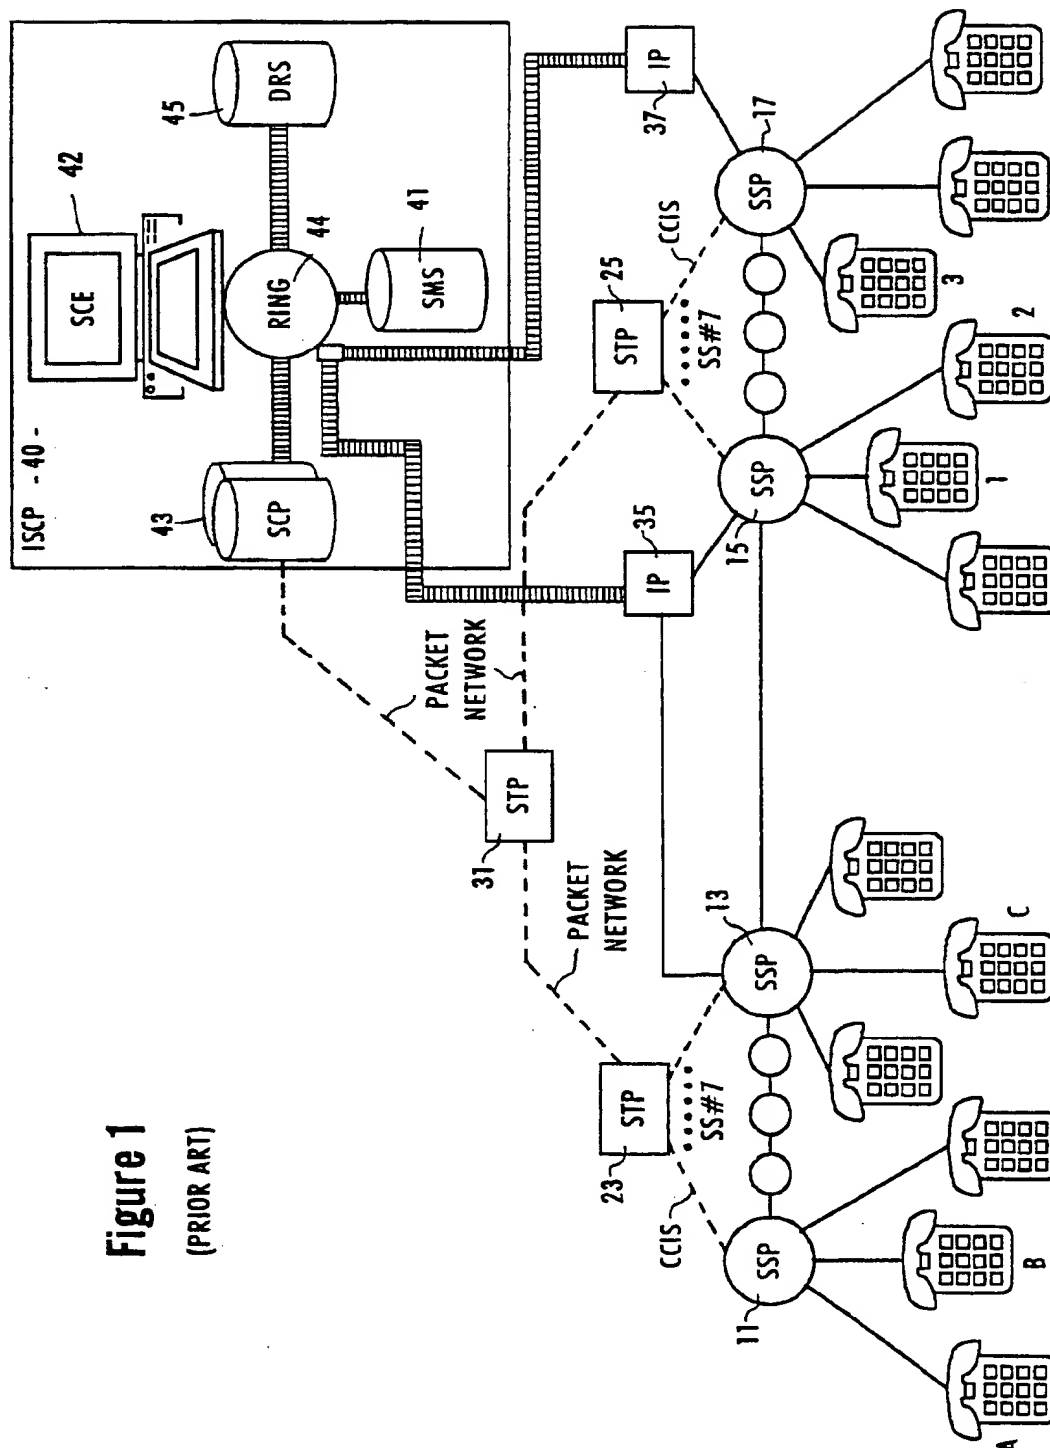 Figure 1
(PRIOR ART)
ISCP - 40 -
SCE
42
43
SCP
RING
44
45
DRS
SMS
41
PACKET
NETWORK
STP
31
PACKET
NETWORK
IP
35
IP
37
STP
23
CCIS
SS#7
STP
25
CCIS
SS#7
SSP
11
SSP
13
SSP
15
SSP
17
A
B
C
1
2
3